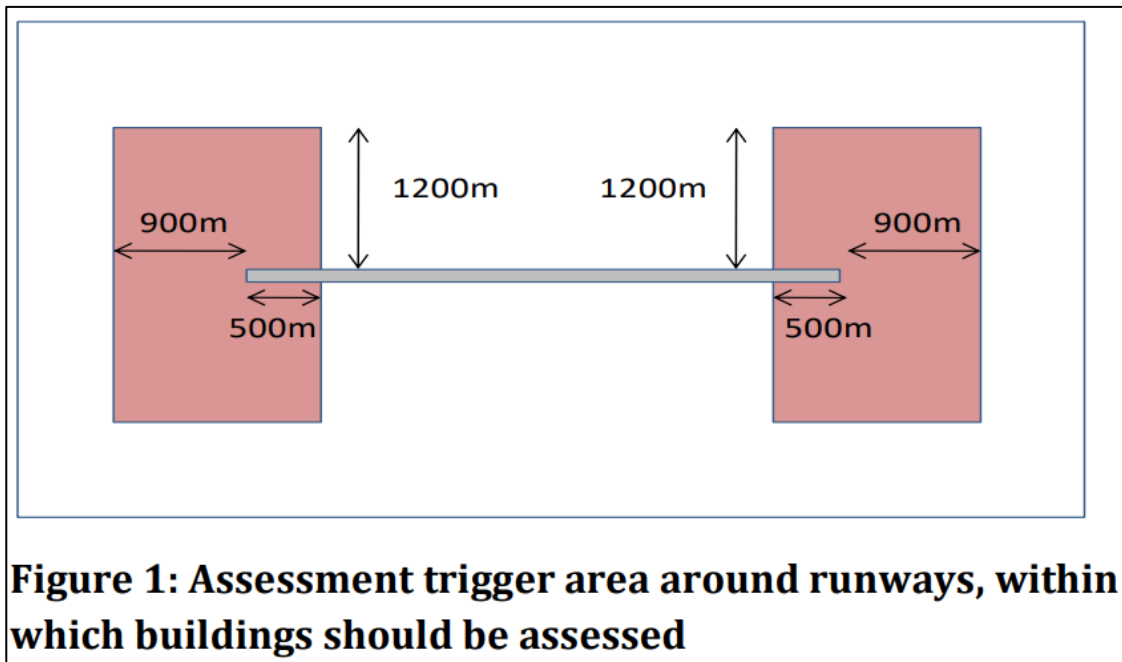 1200m
1200m
900m
900m
500m
500m
Figure 1: Assessment trigger area around runways, within
which buildings should be assessed